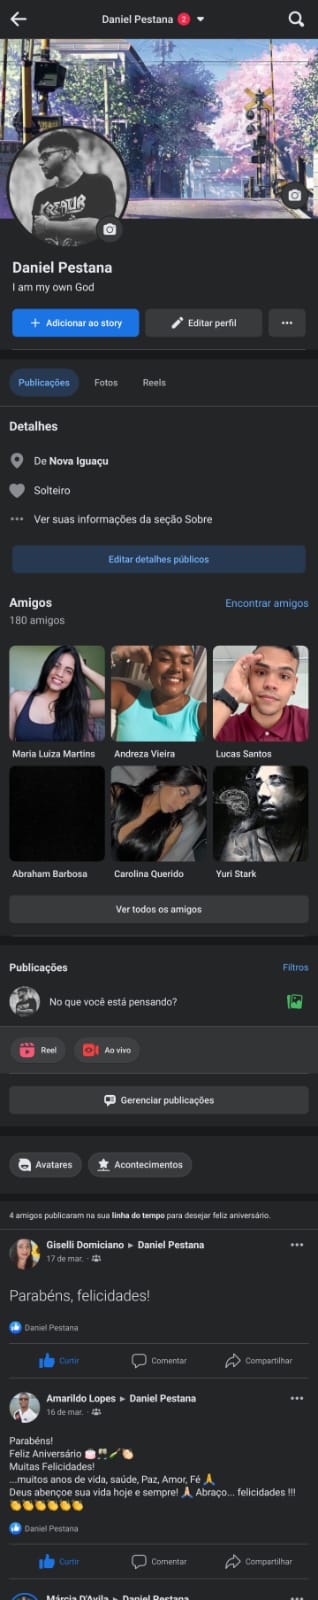 Daniel Pestana 2
KREATOR
Daniel Pestana
I am my own God
Adicionar ao story
Editar perfil
Publicações
Fotos
Reels
Detalhes
De Nova Iguaçu
Solteiro
Ver suas informações da seção Sobre
Editar detalhes públicos
Amigos
Encontrar amigos
180 amigos
Maria Luiza Martins
Andreza Vieira
Lucas Santos
Abraham Barbosa
Carolina Querido
Yuri Stark
Ver todos os amigos
Publicações
Filtros
No que você está pensando?
Reel
Ao vivo
Gerenciar publicações
Avatares
Acontecimentos
4 amigos publicaram na sua linha do tempo para desejar feliz aniversário.
Giselli Domiciano ▸ Daniel Pestana
17 de mar. ·
Parabéns, felicidades!
Daniel Pestana
Curtir
Comentar
Compartilhar
Amarildo Lopes ▸ Daniel Pestana
16 de mar. ·
Parabéns!
Feliz Aniversário
Muitas Felicidades!
...muitos anos de vida, saúde, Paz, Amor, Fé 🙏
Deus abençoe sua vida hoje e sempre! 🙏 Abraço... felicidades !!!
👏👏👏👏👏👏
Daniel Pestana
Curtir
Comentar
Compartilhar
Márcia D'Avila ▸ Daniel Pestana